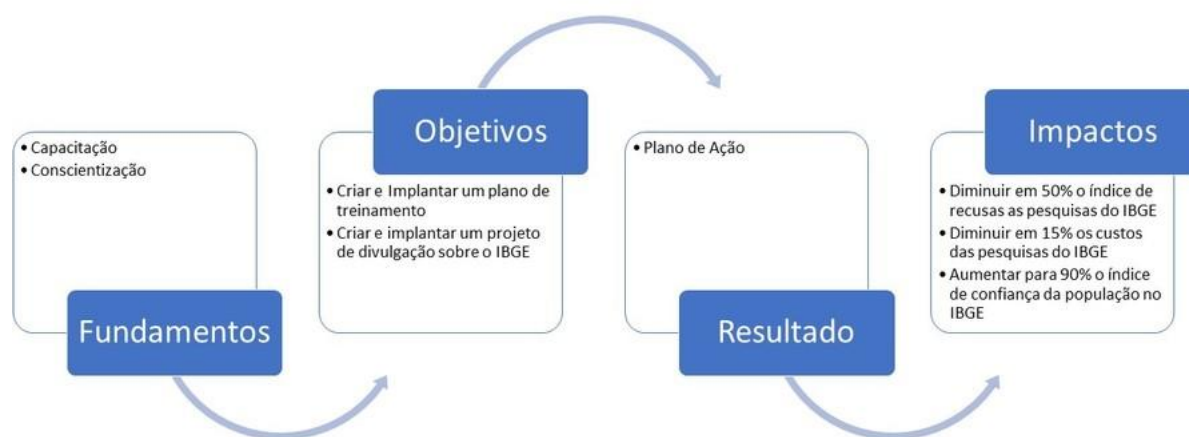 • Capacitação
• Conscientização
Fundamentos
Objetivos
• Criar e Implantar um plano de
treinamento
• Criar e implantar um projeto
de divulgação sobre o IBGE
• Plano de Ação
Resultado
Impactos
• Diminuir em 50% o índice de
recusas as pesquisas do IBGE
• Diminuir em 15% os custos
das pesquisas do IBGE
• Aumentar para 90% o índice
de confiança da população no
IBGE